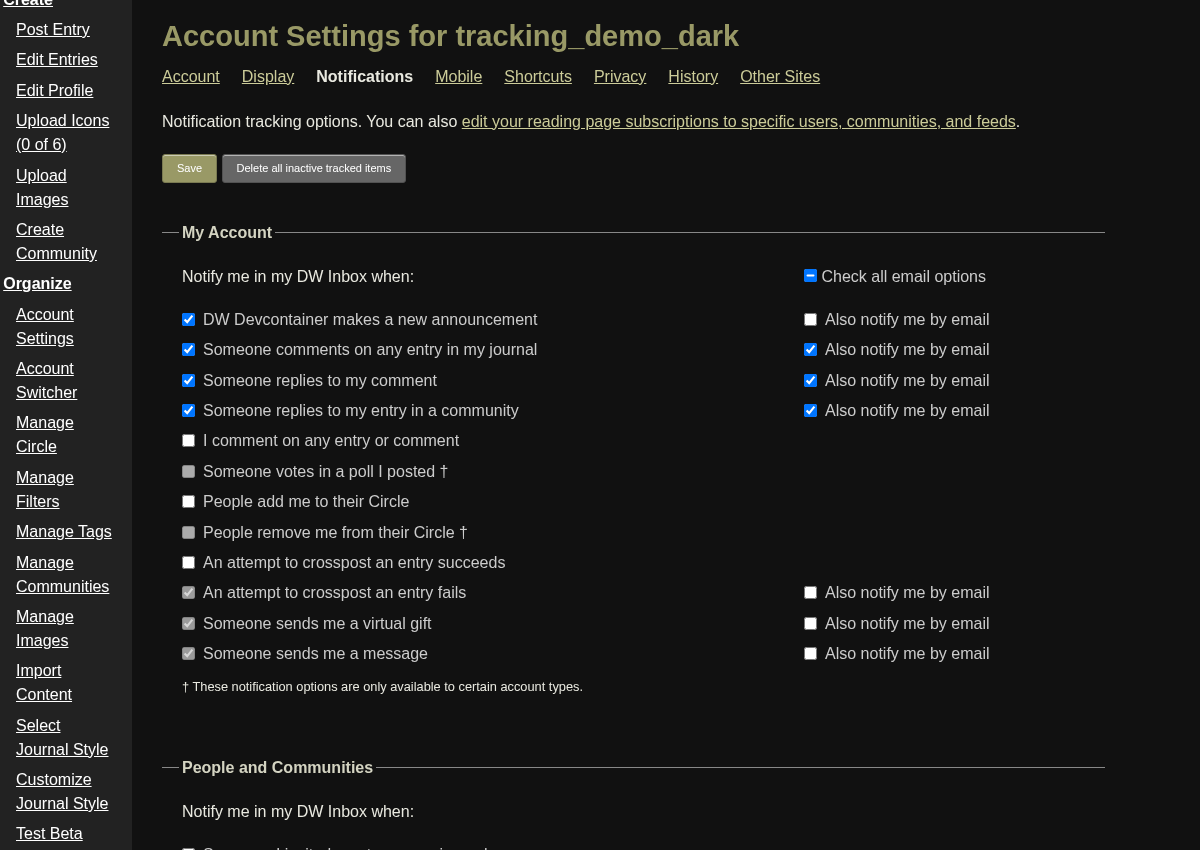 Create
Post Entry
Edit Entries
Edit Profile
Upload Icons
(0 of 6)
Upload
Images
Create
Community
Organize
Account
Settings
Account
Switcher
Manage
Circle
Manage
Filters
Manage Tags
Manage
Communities
Manage
Images
Import
Content
Select
Journal Style
Customize
Journal Style
Test Beta
Account Settings for tracking_demo_dark
Account Display Notifications Mobile Shortcuts Privacy History Other Sites
Notification tracking options. You can also edit your reading page subscriptions to specific users, communities, and feeds.
Save Delete all inactive tracked items
My Account
Notify me in my DW Inbox when: Check all email options
DW Devcontainer makes a new announcement Also notify me by email
Someone comments on any entry in my journal Also notify me by email
Someone replies to my comment Also notify me by email
Someone replies to my entry in a community Also notify me by email
I comment on any entry or comment
Someone votes in a poll I posted †
People add me to their Circle
People remove me from their Circle †
An attempt to crosspost an entry succeeds
An attempt to crosspost an entry fails Also notify me by email
Someone sends me a virtual gift Also notify me by email
Someone sends me a message Also notify me by email
† These notification options are only available to certain account types.
People and Communities
Notify me in my DW Inbox when: